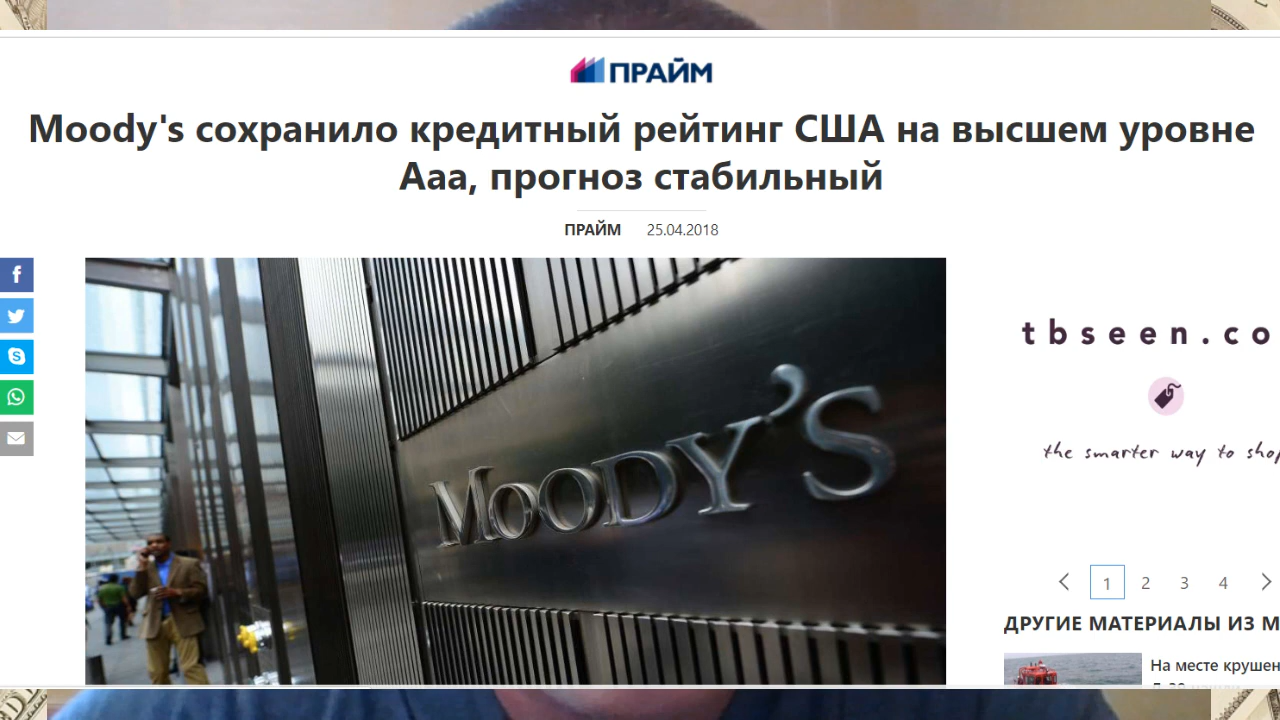 ПРАЙМ
Moody's сохранило кредитный рейтинг США на высшем уровне
Ааа, прогноз стабильный
ПРАЙМ 25.04.2018
MOODY'S
tbseen.co
the smarter way to shop
1 2 3 4
ДРУГИЕ МАТЕРИАЛЫ ИЗ М
На месте крушен